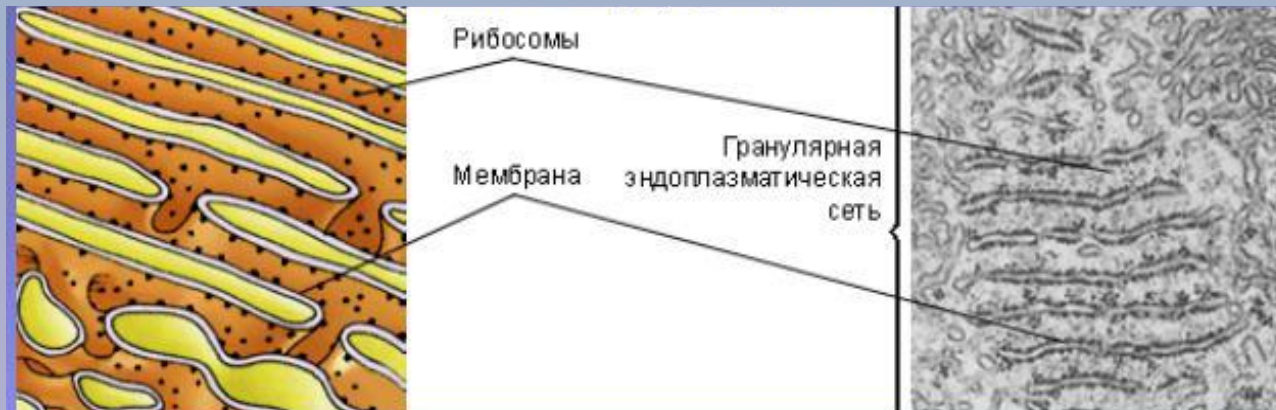 Рибосомы
Мембрана
Гранулярная
эндоплазматическая
сеть